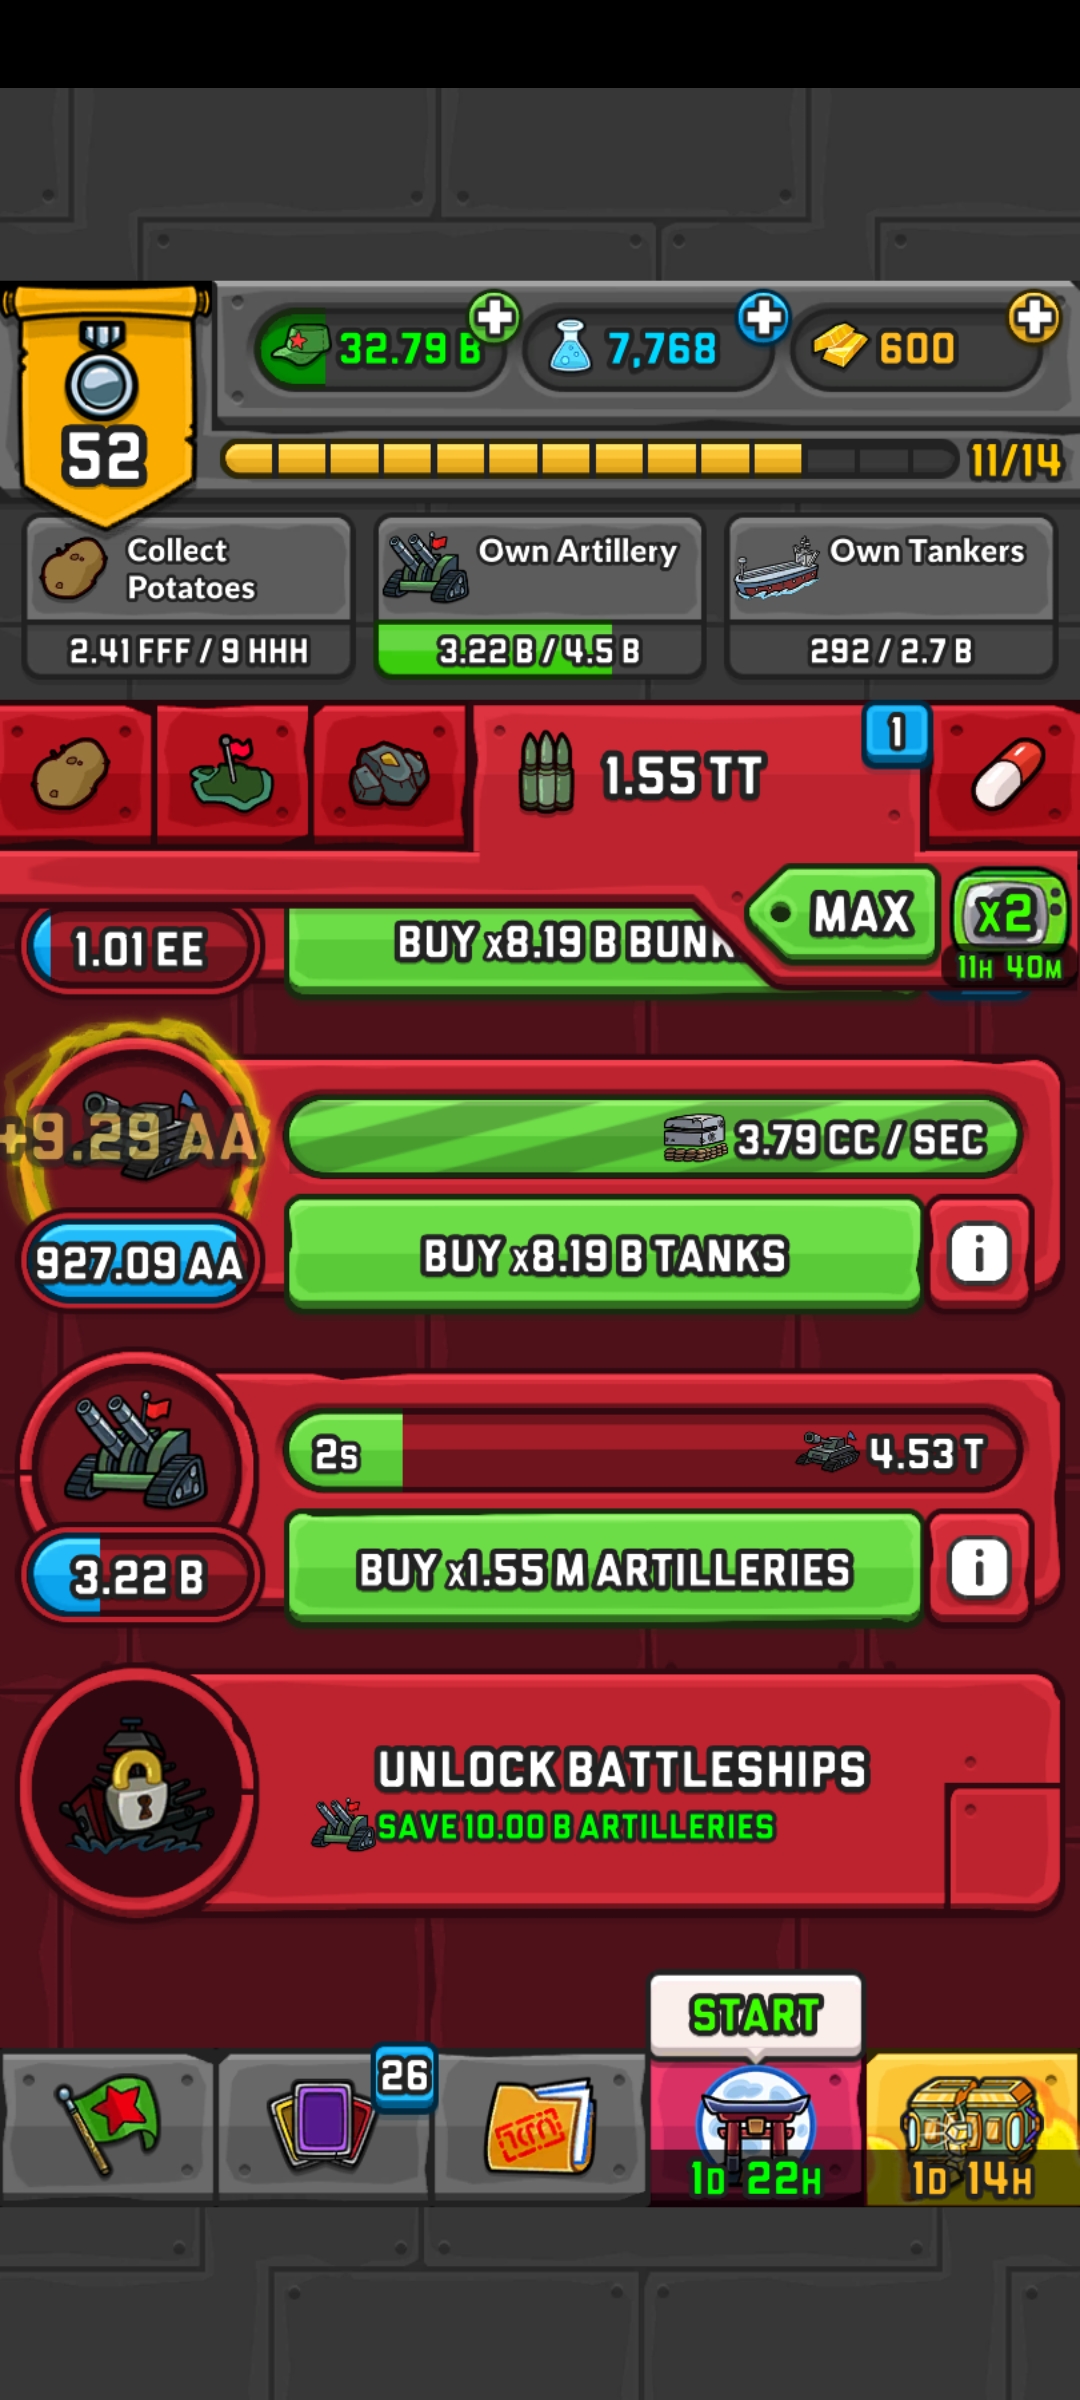 32.79 B
7,768
600
52
11/14
Collect
Potatoes
2.41 FFF / 9 HHH
Own Artillery
3.22 B / 4.5 B
Own Tankers
292 / 2.7 B
1.55 TT
1
MAX
x2
11H 40M
1.01 EE
BUY x8.19 B
+9.29 AA
3.79 CC / SEC
927.09 AA
BUY x8.19 B TANKS
i
2s
4.53 T
3.22 B
BUY x1.55 M ARTILLERIES
i
UNLOCK BATTLESHIPS
SAVE 10.00 B ARTILLERIES
START
26
1D 22H
1D 14H